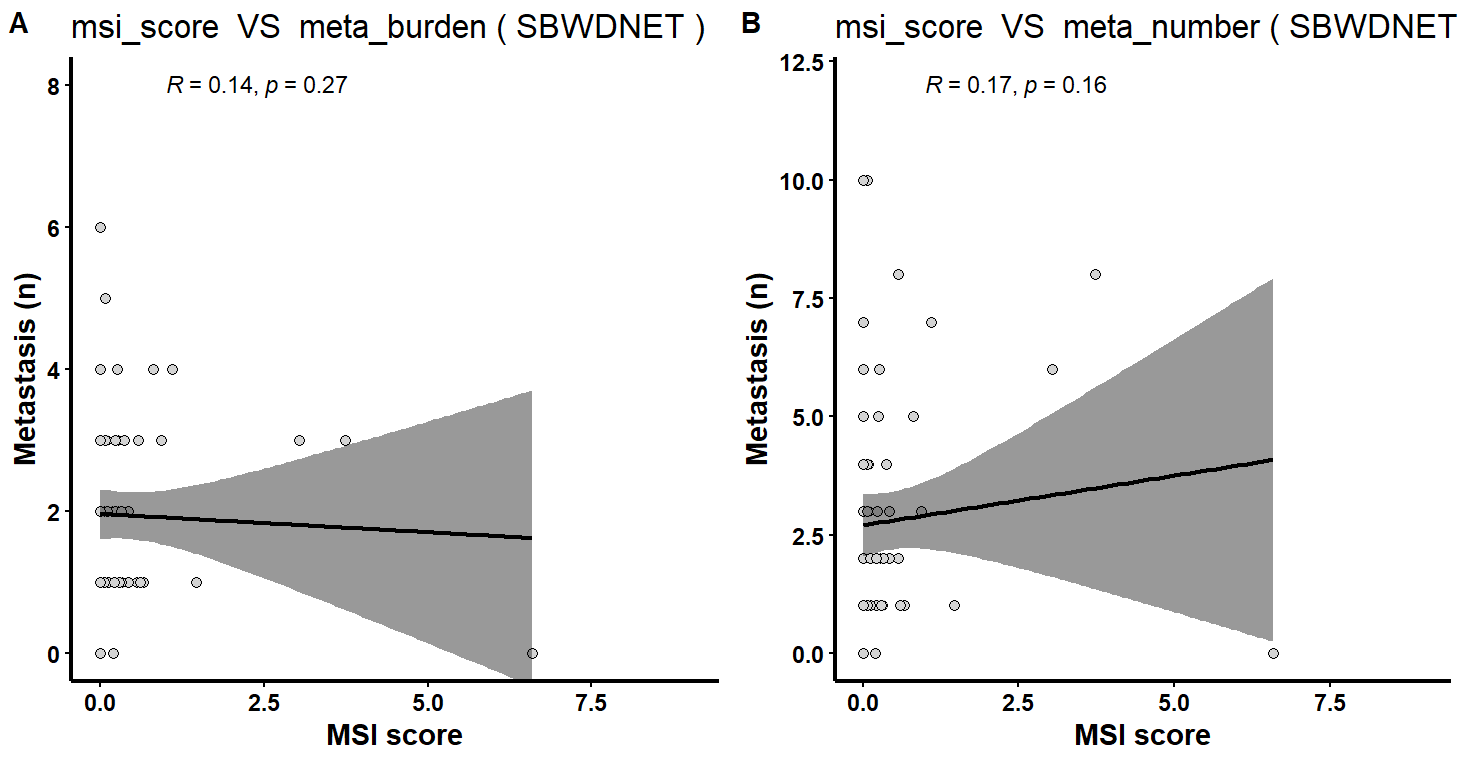 A
msi_score VS meta_burden ( SBWDNET )
R = 0.14, p = 0.27
8
6
4
2
0
Metastasis (n)
0.0 2.5 5.0 7.5
MSI score
B
msi_score VS meta_number ( SBWDNET
R = 0.17, p = 0.16
12.5
10.0
7.5
5.0
2.5
0.0
Metastasis (n)
0.0 2.5 5.0 7.5
MSI score